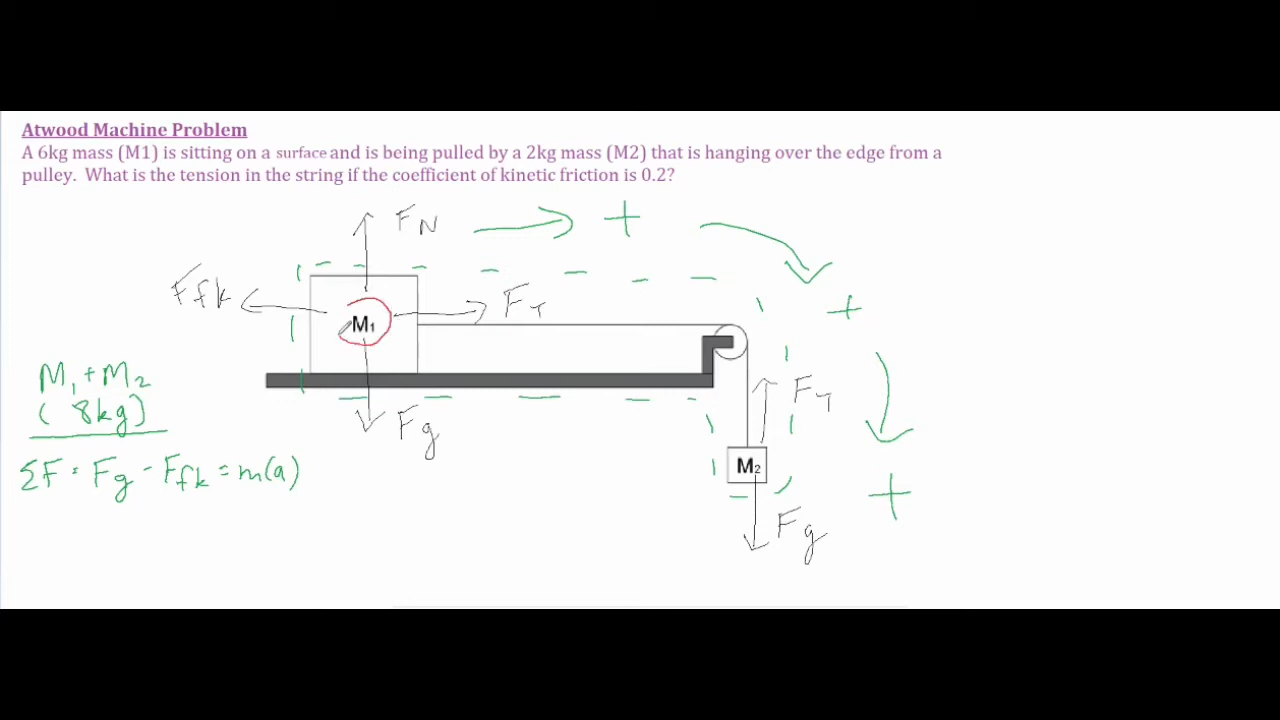 Atwood Machine Problem
A 6kg mass (M1) is sitting on a surface and is being pulled by a 2kg mass (M2) that is hanging over the edge from a
pulley. What is the tension in the string if the coefficient of kinetic friction is 0.2?
FN
+
Ffk
M1
FT
+
M1 + M2
(8kg)
FT
Fg
M2
ΣF = Fg - Ffk = m(a)
+
Fg